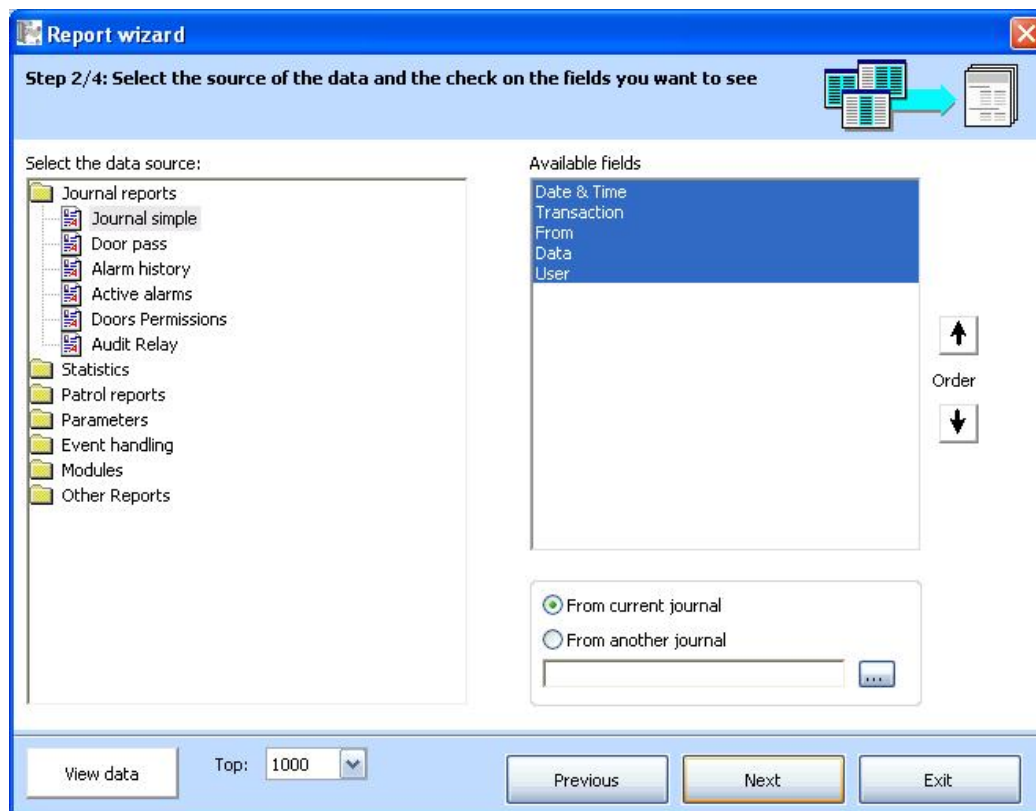 Report wizard
Step 2/4: Select the source of the data and the check on the fields you want to see
Select the data source:
Journal reports
Journal simple
Door pass
Alarm history
Active alarms
Doors Permissions
Audit Relay
Statistics
Patrol reports
Parameters
Event handling
Modules
Other Reports
Available fields
Date & Time
Transaction
From
Data
User
Order
From current journal
From another journal
...
View data
Top: 1000
Previous
Next
Exit